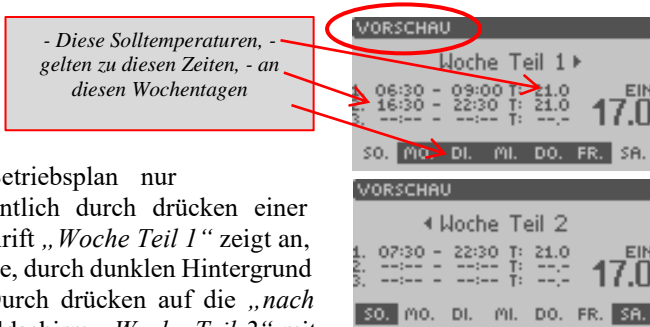 - Diese Solltemperaturen, -
gelten zu diesen Zeiten, - an
diesen Wochentagen
VORSCHAU
Woche Teil 1
1. 06:30 - 09:00 T: 21.0
2. 16:30 - 22:30 T: 21.0
3. --:-- - --:-- T: --.-
EIN
17.0
SO. MO. DI. MI. DO. FR. SA.
etriebsplan nur
ntlich durch drücken einer
hrift „Woche Teil 1“ zeigt an,
e, durch dunklen Hintergrund
Durch drücken auf die „nach
VORSCHAU
Woche Teil 2
1. 07:30 - 22:30 T: 21.0
2. --:-- - --:-- T: --.-
3. --:-- - --:-- T: --.-
EIN
17.0
SO. MO. DI. MI. DO. FR. SA.